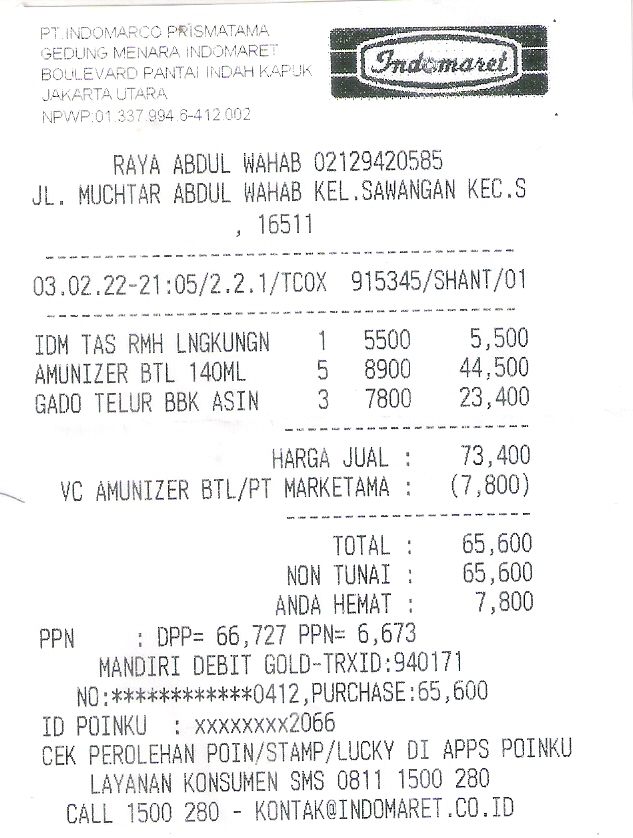 PT.INDOMARCO PRISMATAMA
GEDUNG MENARA INDOMARET
BOULEVARD PANTAI INDAH KAPUK
JAKARTA UTARA
NPWP:01.337.994.6-412.002
Indomaret
RAYA ABDUL WAHAB 02129420585
JL. MUCHTAR ABDUL WAHAB KEL.SAWANGAN KEC.S
, 16511
03.02.22-21:05/2.2.1/TCOX 915345/SHANT/01
IDM TAS RMH LNGKUNGN 1 5500 5,500
AMUNIZER BTL 140ML 5 8900 44,500
GADO TELUR BBK ASIN 3 7800 23,400
HARGA JUAL : 73,400
VC AMUNIZER BTL/PT MARKETAMA : (7,800)
TOTAL : 65,600
NON TUNAI : 65,600
ANDA HEMAT : 7,800
PPN : DPP= 66,727 PPN= 6,673
MANDIRI DEBIT GOLD-TRXID:940171
NO:************0412,PURCHASE:65,600
ID POINKU : xxxxxxxx2066
CEK PEROLEHAN POIN/STAMP/LUCKY DI APPS POINKU
LAYANAN KONSUMEN SMS 0811 1500 280
CALL 1500 280 - KONTAK@INDOMARET.CO.ID